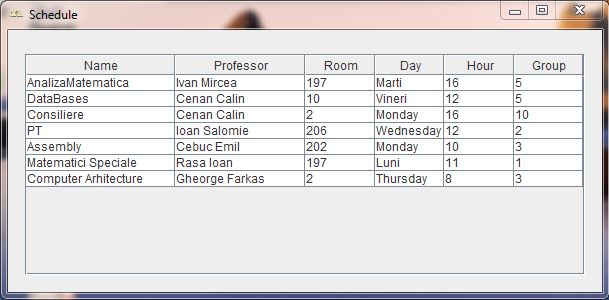 Schedule
Name Professor Room Day Hour Group
AnalizaMatematica Ivan Mircea 197 Marti 16 5
DataBases Cenan Calin 10 Vineri 12 5
Consiliere Cenan Calin 2 Monday 16 10
PT Ioan Salomie 206 Wednesday 12 2
Assembly Cebuc Emil 202 Monday 10 3
Matematici Speciale Rasa Ioan 197 Luni 11 1
Computer Arhitecture Gheorge Farkas 2 Thursday 8 3